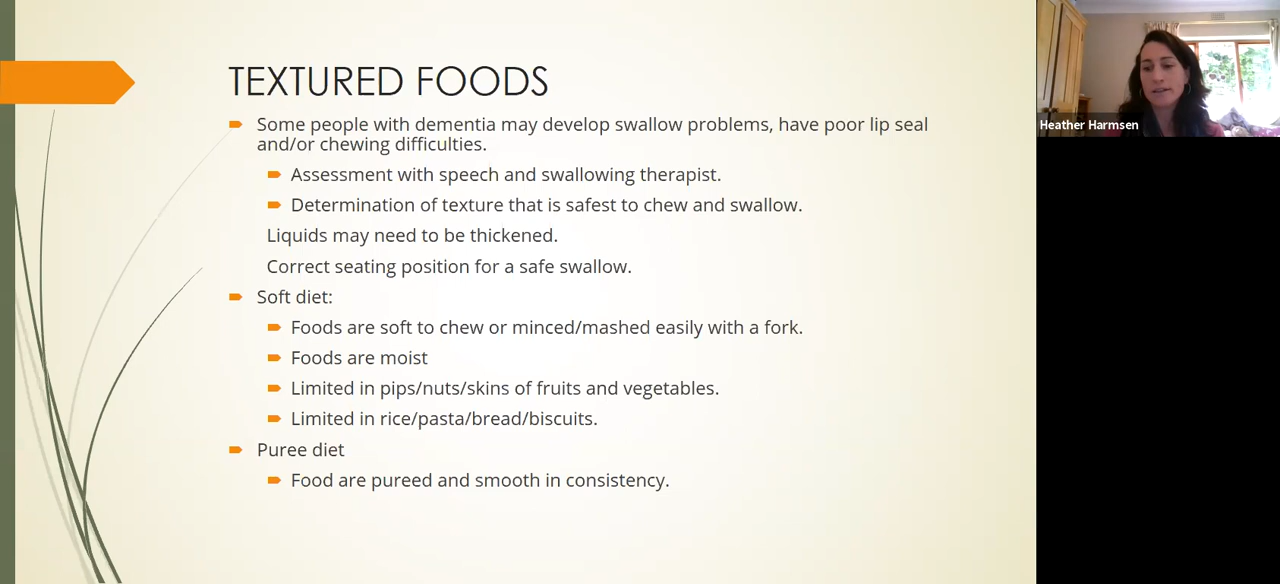 TEXTURED FOODS
Some people with dementia may develop swallow problems, have poor lip seal
and/or chewing difficulties.
Assessment with speech and swallowing therapist.
Determination of texture that is safest to chew and swallow.
Liquids may need to be thickened.
Correct seating position for a safe swallow.
Soft diet:
Foods are soft to chew or minced/mashed easily with a fork.
Foods are moist
Limited in pips/nuts/skins of fruits and vegetables.
Limited in rice/pasta/bread/biscuits.
Puree diet
Food are pureed and smooth in consistency.
Heather Harmsen